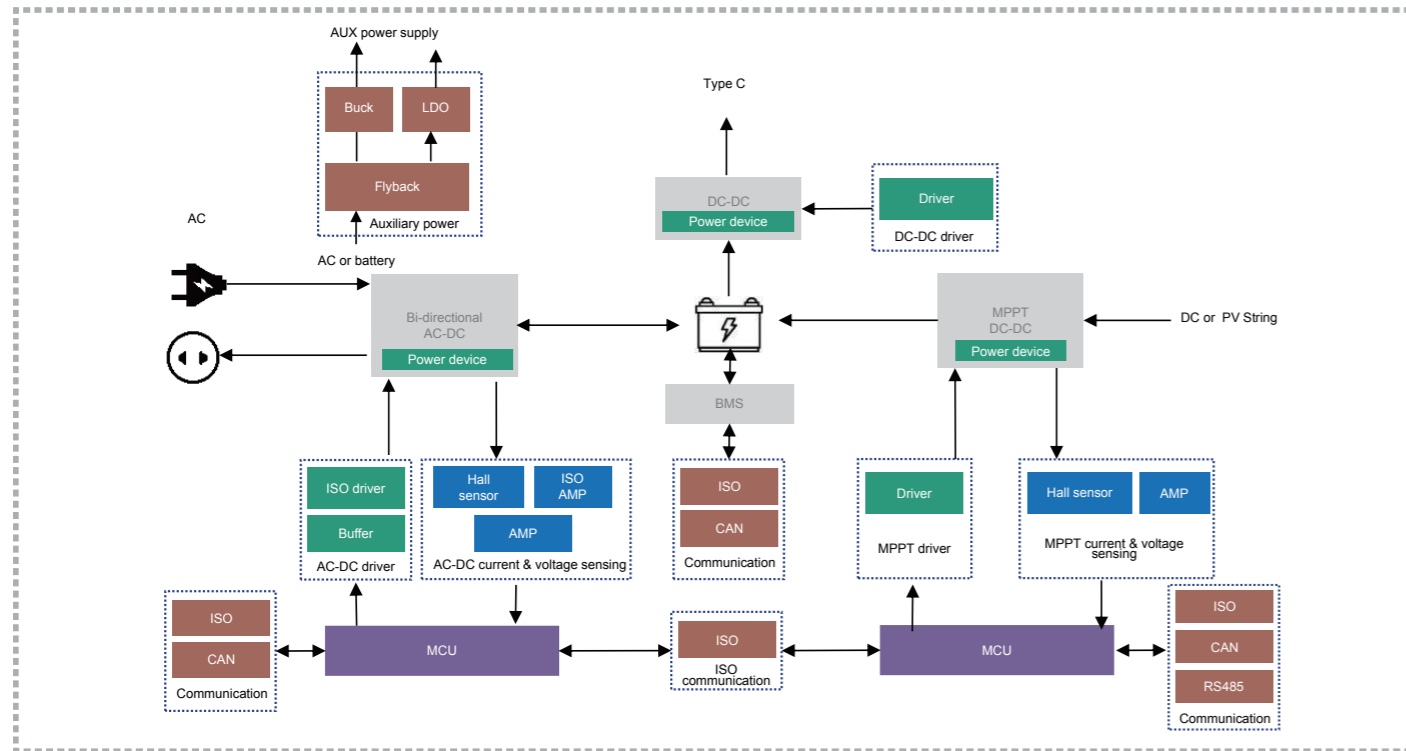 AUX power supply
Buck
LDO
Flyback
Auxiliary power
AC or battery
Type C
DC-DC
Power device
Driver
DC-DC driver
AC
Bi-directional
AC-DC
Power device
MPPT
DC-DC
Power device
DC or PV String
BMS
ISO driver
Buffer
AC-DC driver
Hall
sensor
ISO
AMP
AMP
AC-DC current & voltage sensing
ISO
CAN
Communication
Driver
MPPT driver
Hall sensor
AMP
MPPT current & voltage
sensing
ISO
CAN
Communication
MCU
ISO
ISO
communication
MCU
ISO
CAN
RS485
Communication